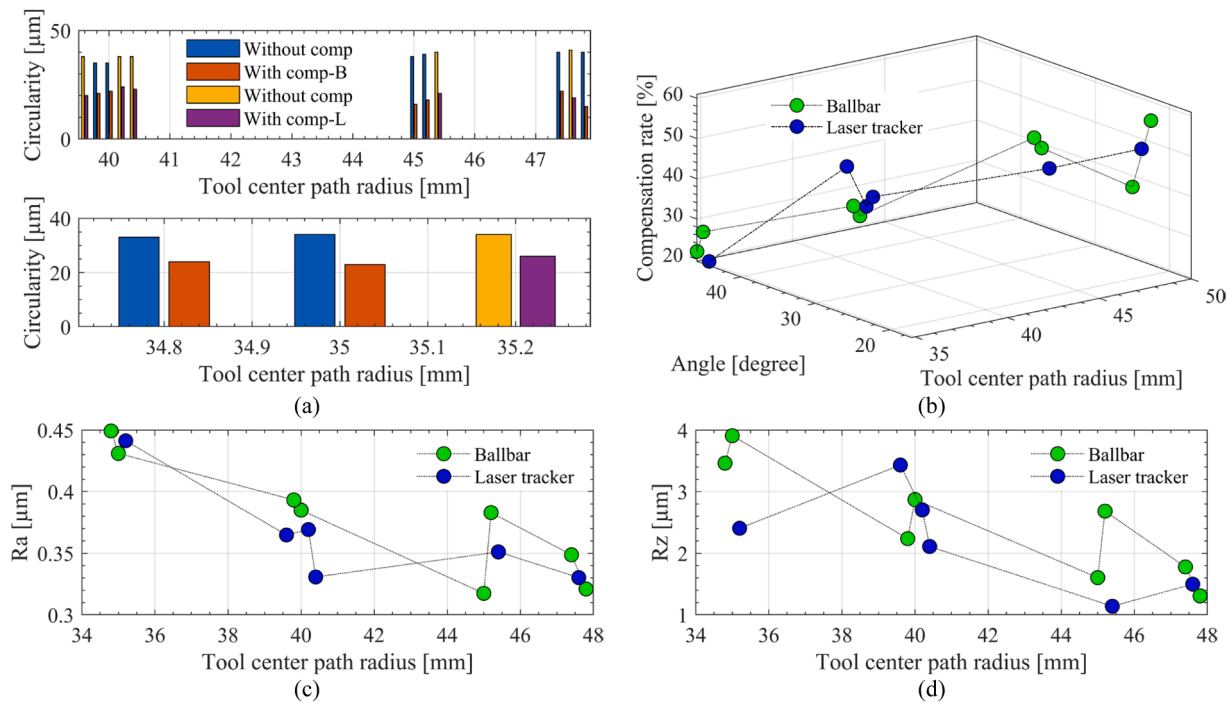 50
0
Circularity [µm]
Without comp
With comp-B
Without comp
With comp-L
40 41 42 43 44 45 46 47
Tool center path radius [mm]
40
20
0
Circularity [µm]
34.8 34.9 35 35.1 35.2
Tool center path radius [mm]
(a)
60
50
40
30
20
Compensation rate [%]
Ballbar
Laser tracker
40 30 20
Angle [degree]
35 40 45 50
Tool center path radius [mm]
(b)
0.45
0.4
0.35
0.3
Ra [µm]
Ballbar
Laser tracker
34 36 38 40 42 44 46 48
Tool center path radius [mm]
(c)
4
3
2
1
Rz [µm]
Ballbar
Laser tracker
34 36 38 40 42 44 46 48
Tool center path radius [mm]
(d)